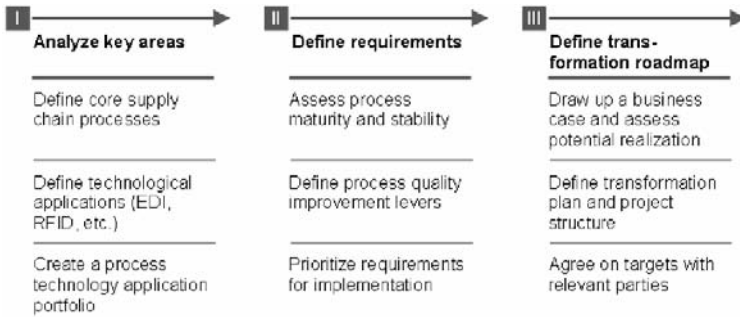 I
Analyze key areas
Define core supply
chain processes
Define technological
applications (EDI,
RFID, etc.)
Create a process
technology application
portfolio
II
Define requirements
Assess process
maturity and stability
Define process quality
improvement levers
Prioritize requirements
for implementation
III
Define trans-
formation roadmap
Draw up a business
case and assess
potential realization
Define transformation
plan and project
structure
Agree on targets with
relevant parties